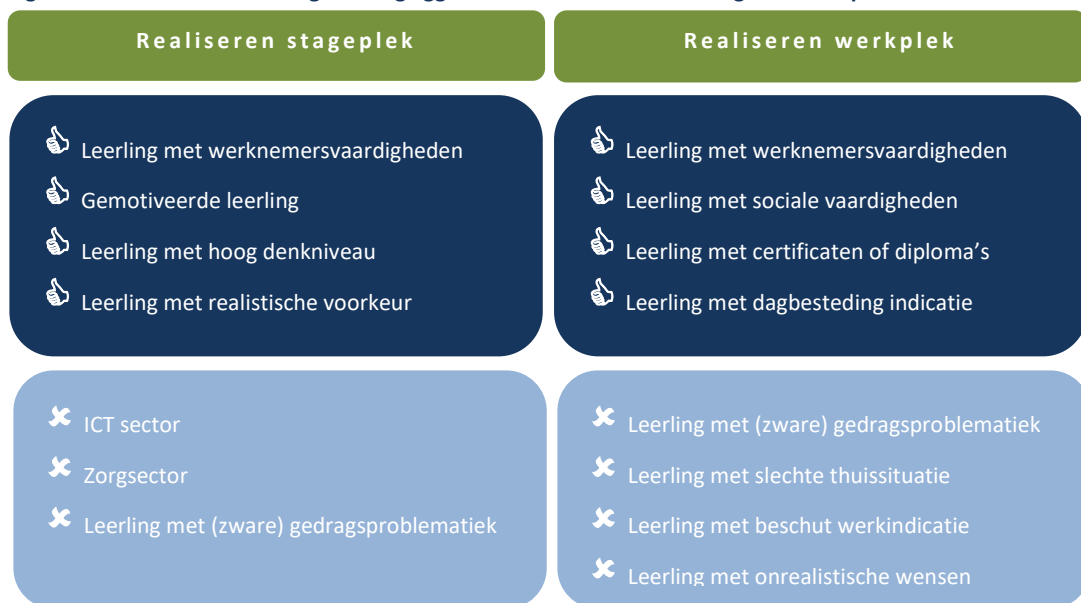 Realiseren stageplek
Realiseren werkplek
Leerling met werknemersvaardigheden
Gemotiveerde leerling
Leerling met hoog denkniveau
Leerling met realistische voorkeur
Leerling met werknemersvaardigheden
Leerling met sociale vaardigheden
Leerling met certificaten of diploma's
Leerling met dagbesteding indicatie
ICT sector
Zorgsector
Leerling met (zware) gedragsproblematiek
Leerling met (zware) gedragsproblematiek
Leerling met slechte thuissituatie
Leerling met beschut werkindicatie
Leerling met onrealistische wensen